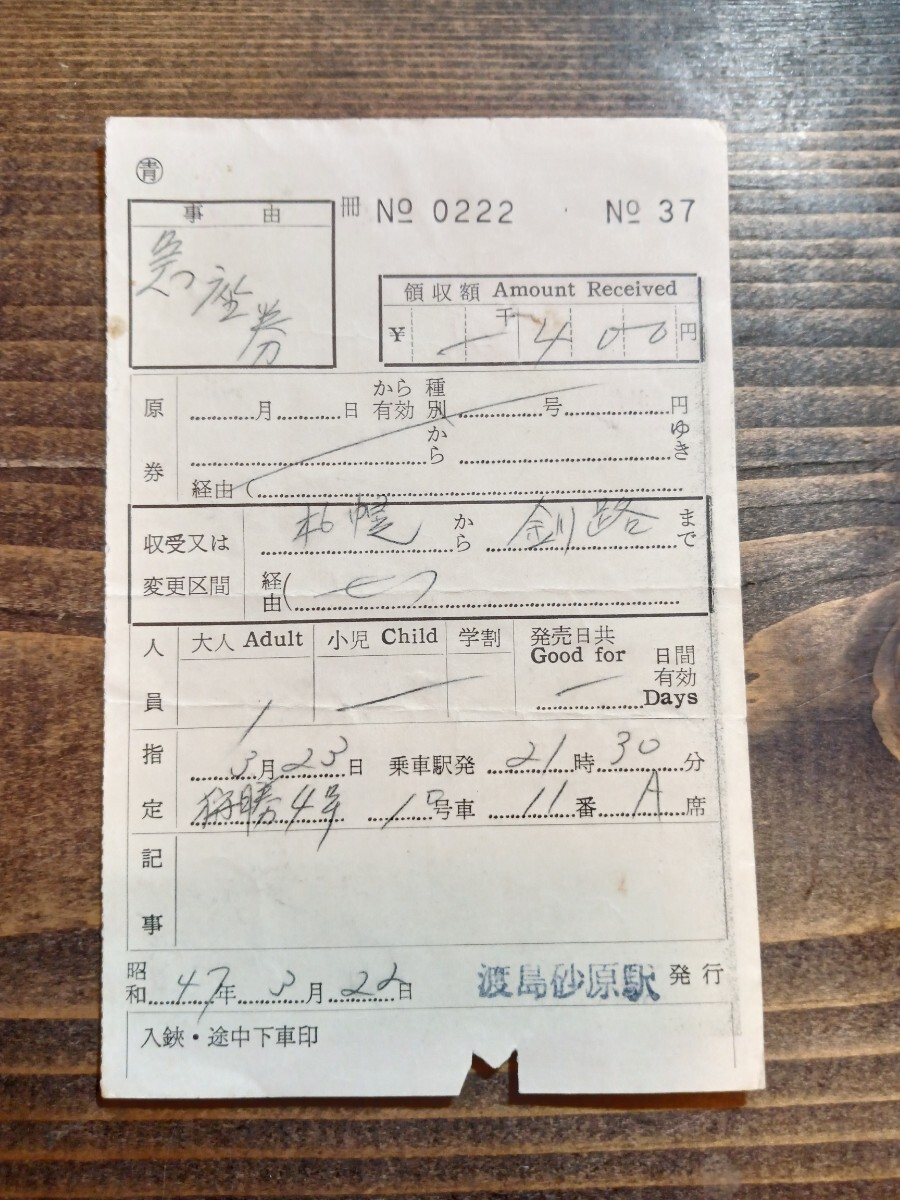 ㊒青
事由
冊 № 0222 № 37
急座券
領収額 Amount Received
千
¥ 400円
原券
月 日から有効 種別 号 円
から ゆき
経由(
収受又は変更区間
札幌から 釧路まで
経由(
人員
大人 Adult 小児 Child 学割 発売日共 Good for 日間有効 Days
1
指定
3月23日 乗車駅発 21時30分
狩勝4号 1号車 11番 A席
記事
昭和47年3月22日 渡島砂原駅 発行
入鋏・途中下車印